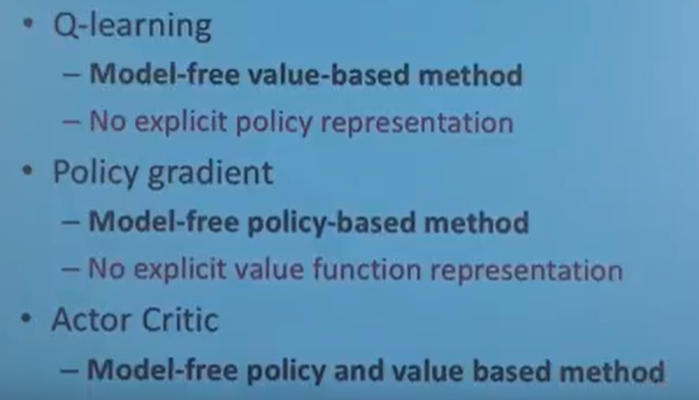 • Q-learning
– Model-free value-based method
– No explicit policy representation
• Policy gradient
– Model-free policy-based method
– No explicit value function representation
• Actor Critic
– Model-free policy and value based method